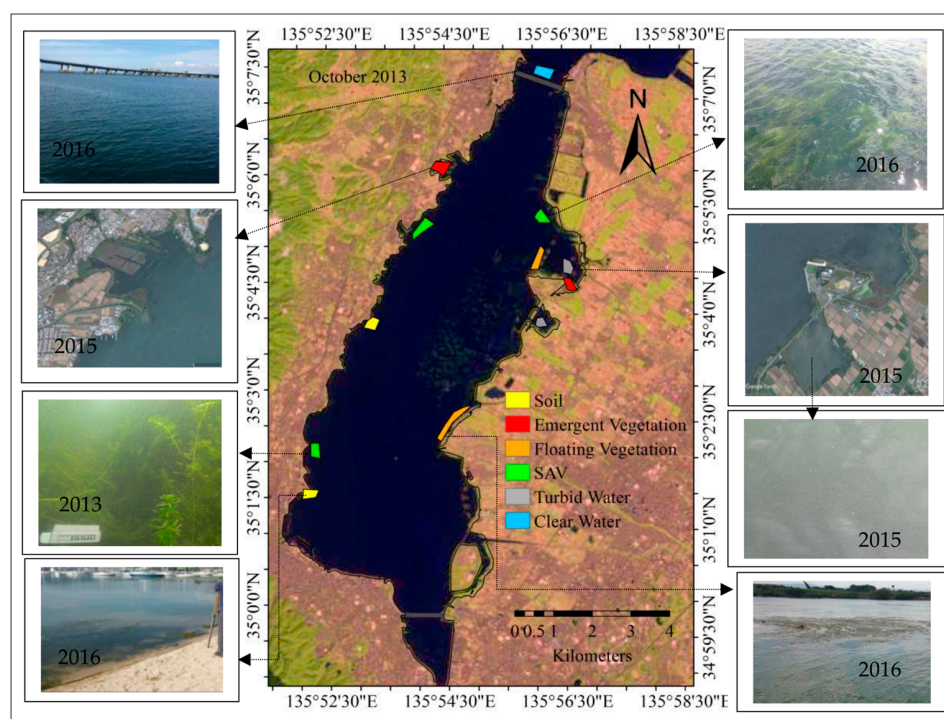 135°52'30"E 135°54'30"E 135°56'30"E 135°58'30"E
October 2013
N
35°7'30"N
35°6'0"N
35°4'30"N
35°3'0"N
35°1'30"N
35°0'0"N
35°7'0"N
35°5'30"N
35°4'0"N
35°2'30"N
35°1'0"N
34°59'30"N
2016
2015
2013
2016
2016
2015
Google Earth
2015
2016
Soil
Emergent Vegetation
Floating Vegetation
SAV
Turbid Water
Clear Water
0 0.5 1 2 3 4
Kilometers
135°52'30"E 135°54'30"E 135°56'30"E 135°58'30"E